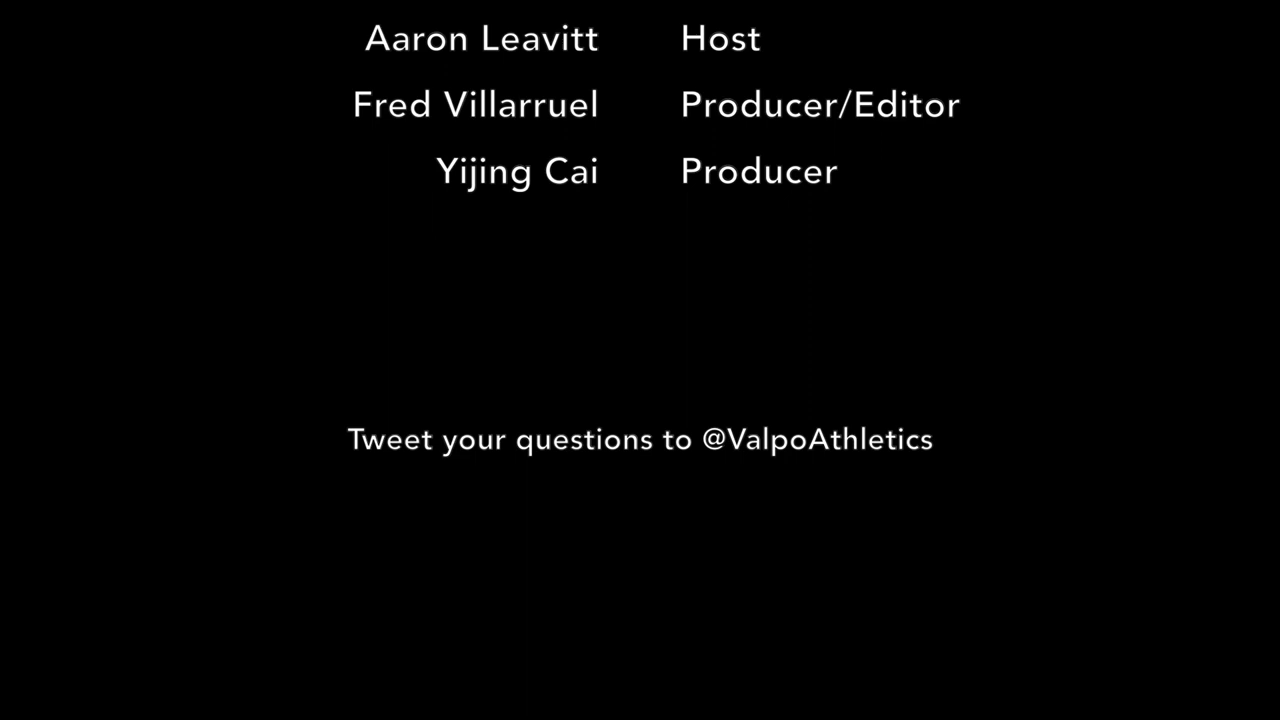 Aaron Leavitt Host
Fred Villarruel Producer/Editor
Yijing Cai Producer
Tweet your questions to @ValpoAthletics